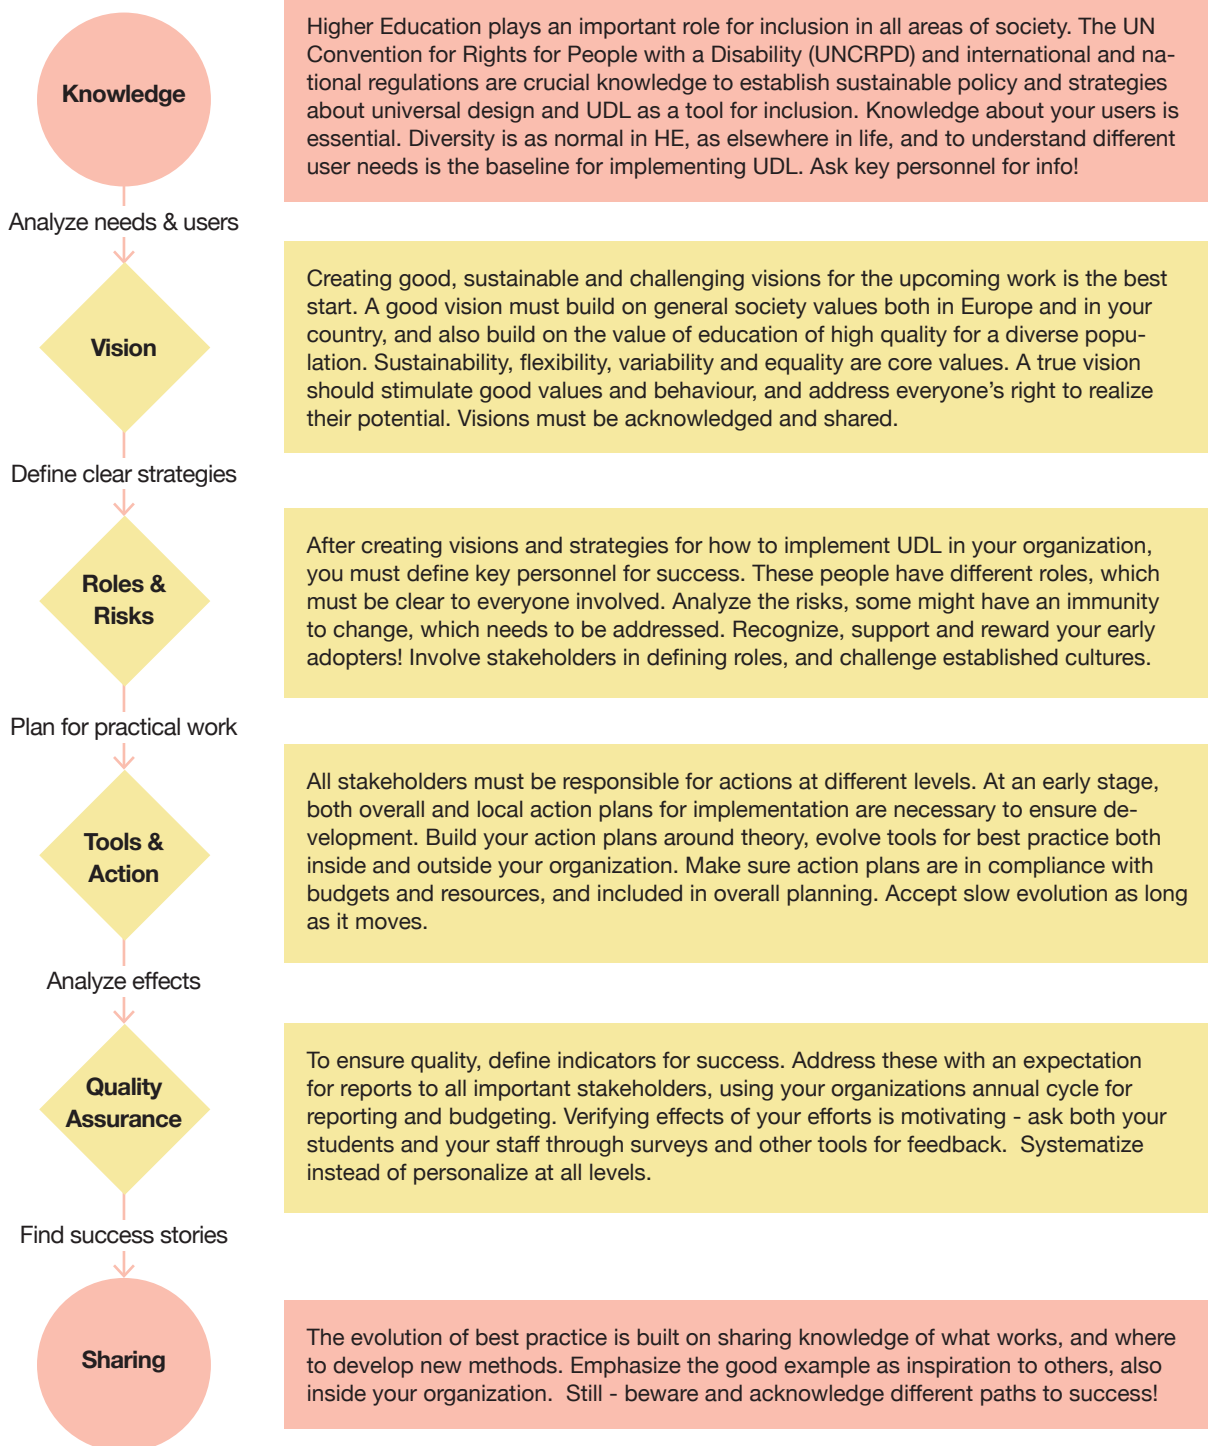 Knowledge
Higher Education plays an important role for inclusion in all areas of society. The UN
Convention for Rights for People with a Disability (UNCRPD) and international and na-
tional regulations are crucial knowledge to establish sustainable policy and strategies
about universal design and UDL as a tool for inclusion. Knowledge about your users is
essential. Diversity is as normal in HE, as elsewhere in life, and to understand different
user needs is the baseline for implementing UDL. Ask key personnel for info!
Analyze needs & users
Vision
Creating good, sustainable and challenging visions for the upcoming work is the best
start. A good vision must build on general society values both in Europe and in your
country, and also build on the value of education of high quality for a diverse popu-
lation. Sustainability, flexibility, variability and equality are core values. A true vision
should stimulate good values and behaviour, and address everyone's right to realize
their potential. Visions must be acknowledged and shared.
Define clear strategies
Roles &
Risks
After creating visions and strategies for how to implement UDL in your organization,
you must define key personnel for success. These people have different roles, which
must be clear to everyone involved. Analyze the risks, some might have an immunity
to change, which needs to be addressed. Recognize, support and reward your early
adopters! Involve stakeholders in defining roles, and challenge established cultures.
Plan for practical work
Tools &
Action
All stakeholders must be responsible for actions at different levels. At an early stage,
both overall and local action plans for implementation are necessary to ensure de-
velopment. Build your action plans around theory, evolve tools for best practice both
inside and outside your organization. Make sure action plans are in compliance with
budgets and resources, and included in overall planning. Accept slow evolution as long
as it moves.
Analyze effects
Quality
Assurance
To ensure quality, define indicators for success. Address these with an expectation
for reports to all important stakeholders, using your organizations annual cycle for
reporting and budgeting. Verifying effects of your efforts is motivating - ask both your
students and your staff through surveys and other tools for feedback.  Systematize
instead of personalize at all levels.
Find success stories
Sharing
The evolution of best practice is built on sharing knowledge of what works, and where
to develop new methods. Emphasize the good example as inspiration to others, also
inside your organization.  Still - beware and acknowledge different paths to success!